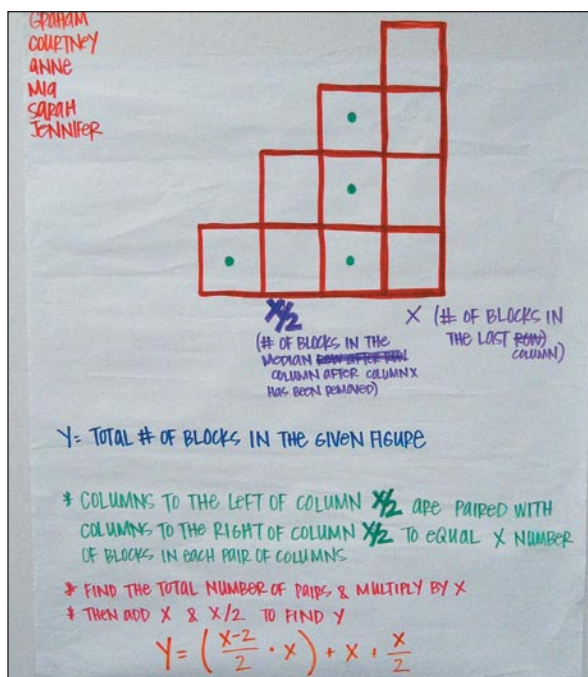 GRAHAM
COURTNEY
ANNE
MIA
SARAH
JENNIFER
X/2
X (# OF BLOCKS IN
THE LAST ROW)
COLUMN)
(# OF BLOCKS IN THE
MEDIAN ROW AFTER ROW
COLUMN AFTER COLUMN X
HAS BEEN REMOVED)
Y= TOTAL # OF BLOCKS IN THE GIVEN FIGURE
* COLUMNS TO THE LEFT OF COLUMN X/2 ARE PAIRED WITH
COLUMNS TO THE RIGHT OF COLUMN X/2 TO EQUAL X NUMBER
OF BLOCKS IN EACH PAIR OF COLUMNS
* FIND THE TOTAL NUMBER OF PAIRS & MULTIPLY BY X
* THEN ADD X & X/2 TO FIND Y
Y= (X-2/2 · X) + X + X/2